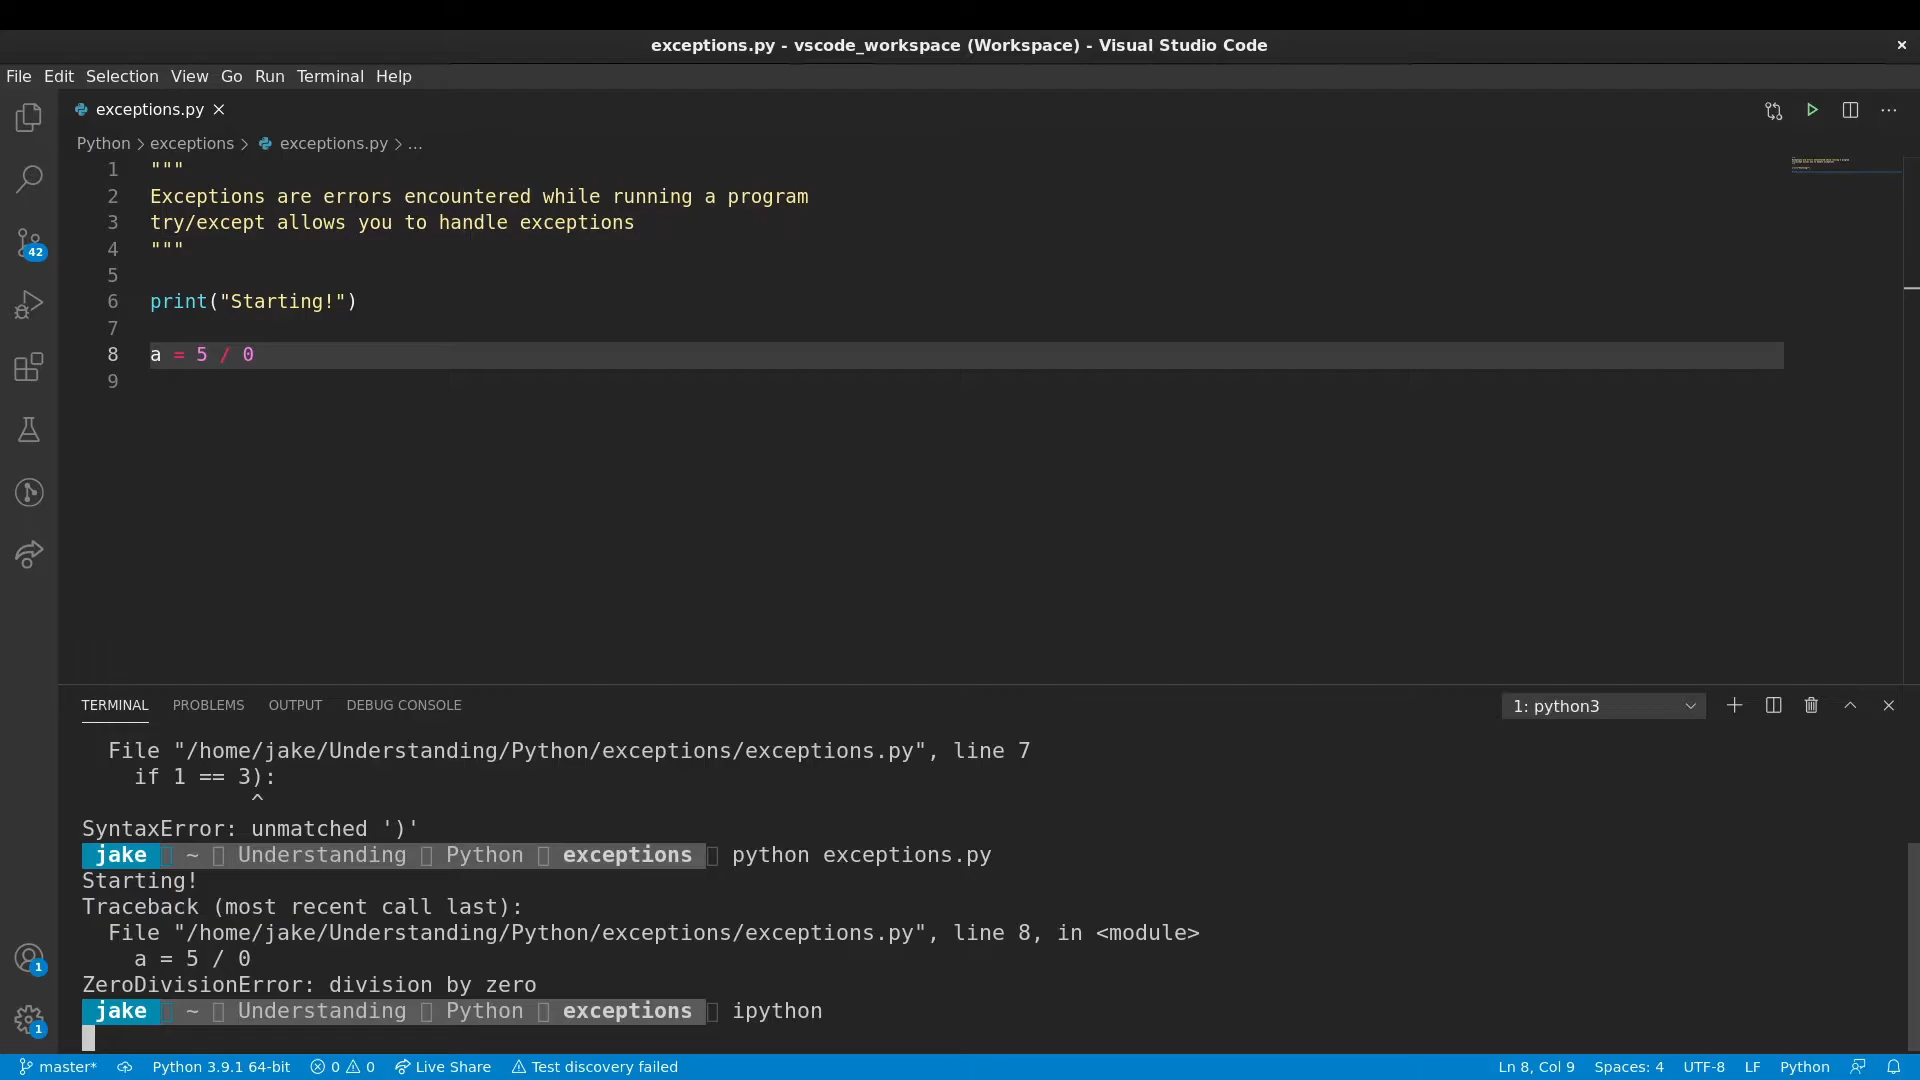 exceptions.py - vscode_workspace (Workspace) - Visual Studio Code
File Edit Selection View Go Run Terminal Help
exceptions.py
Python > exceptions > exceptions.py > ...
1 """
2 Exceptions are errors encountered while running a program
3 try/except allows you to handle exceptions
4 """
5
6 print("Starting!")
7
8 a = 5 / 0
9
42
TERMINAL PROBLEMS OUTPUT DEBUG CONSOLE 1: python3
File "/home/jake/Understanding/Python/exceptions/exceptions.py", line 7
if 1 == 3):
^
SyntaxError: unmatched ')'
jake ~ Understanding Python exceptions python exceptions.py
Starting!
Traceback (most recent call last):
File "/home/jake/Understanding/Python/exceptions/exceptions.py", line 8, in <module>
a = 5 / 0
ZeroDivisionError: division by zero
jake ~ Understanding Python exceptions ipython
1
1
master* Python 3.9.1 64-bit 0 0 Live Share Test discovery failed Ln 8, Col 9 Spaces: 4 UTF-8 LF Python